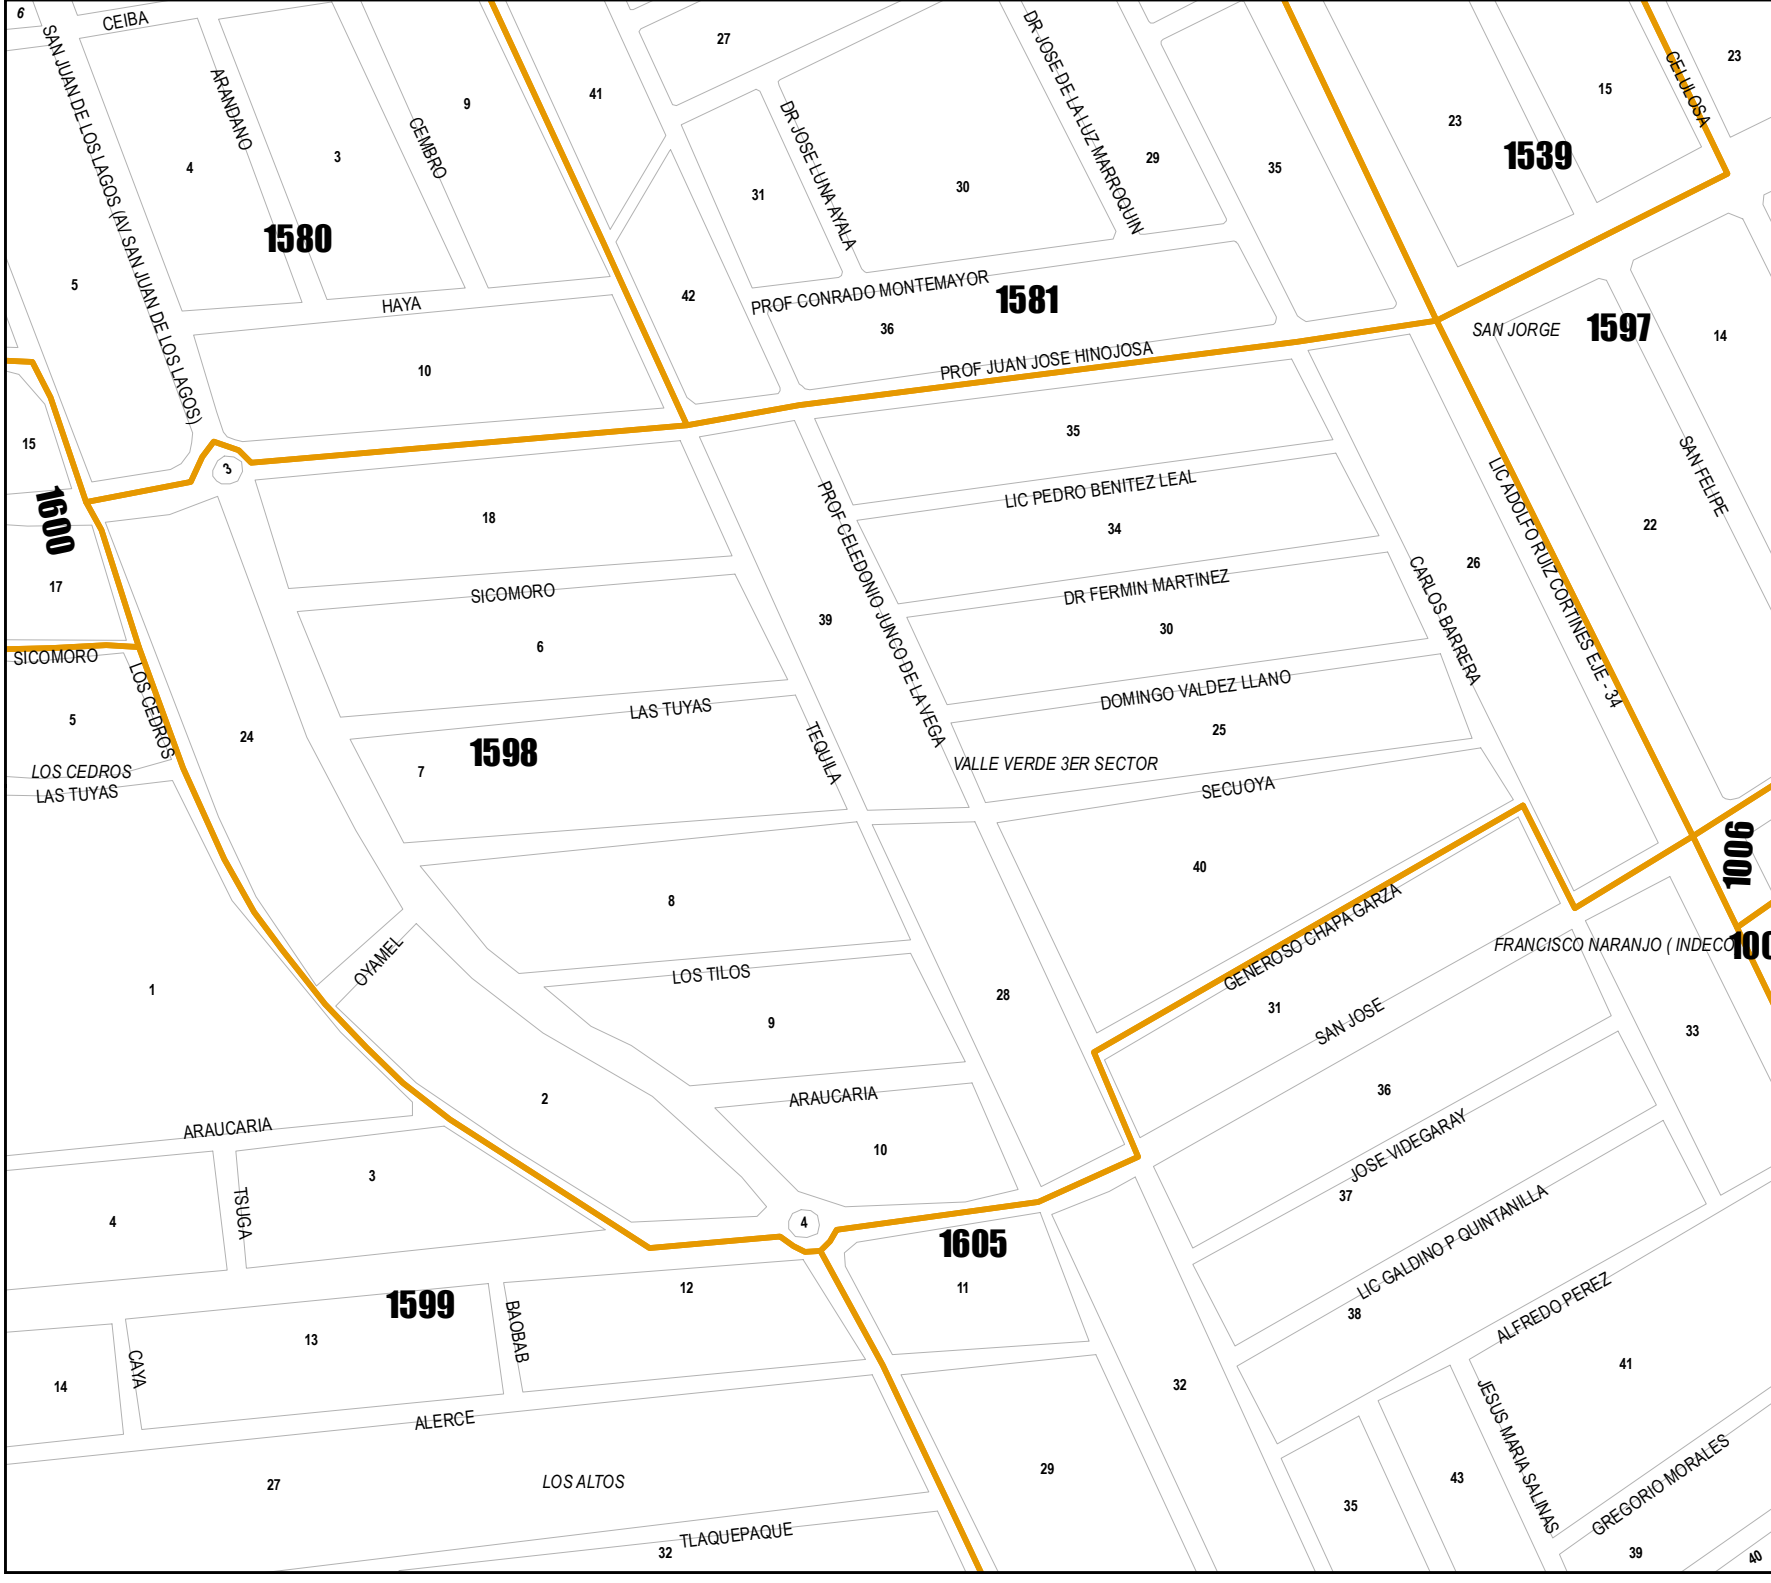 6
CEIBA
SAN JUAN DE LOS LAGOS (AV. SAN JUAN DE LOS LAGOS)
ARANDANO
CEMBRO
9
41
27
DR JOSE DE LA LUZ MARROQUIN
CELULOSA
23
15
23
1539
4
3
DR JOSE LUNA AYALA
31
30
29
35
1580
5
HAYA
42
PROF CONRADO MONTEMAYOR
1581
36
SAN JORGE
1597
14
10
PROF JUAN JOSE HINOJOSA
15
3
35
SAN FELIPE
1600
18
PROF CELEDONIO JUNCO DE LA VEGA
LIC PEDRO BENITEZ LEAL
34
LIC ADOLFO RUIZ CORTINES EJE - 34
22
17
SICOMORO
DR FERMIN MARTINEZ
CARLOS BARRERA
26
39
30
6
SICOMORO
LOS CEDROS
DOMINGO VALDEZ LLANO
5
24
LAS TUYAS
25
1598
TEQUILA
7
VALLE VERDE 3ER SECTOR
LOS CEDROS
LAS TUYAS
SECUOYA
1006
40
8
GENEROSO CHAPA GARZA
FRANCISCO NARANJO ( INDECO
100
OYAMEL
LOS TILOS
1
28
9
31
SAN JOSE
33
2
ARAUCARIA
36
ARAUCARIA
JOSE VIDEGARAY
10
3
TSUGA
37
4
4
LIC GALDINO P QUINTANILLA
1605
11
12
1599
BAOBAB
38
ALFREDO PEREZ
13
CAYA
14
32
41
ALERCE
JESUS MARIA SALINAS
29
43
27
LOS ALTOS
35
GREGORIO MORALES
TLAQUEPAQUE
32
39
40